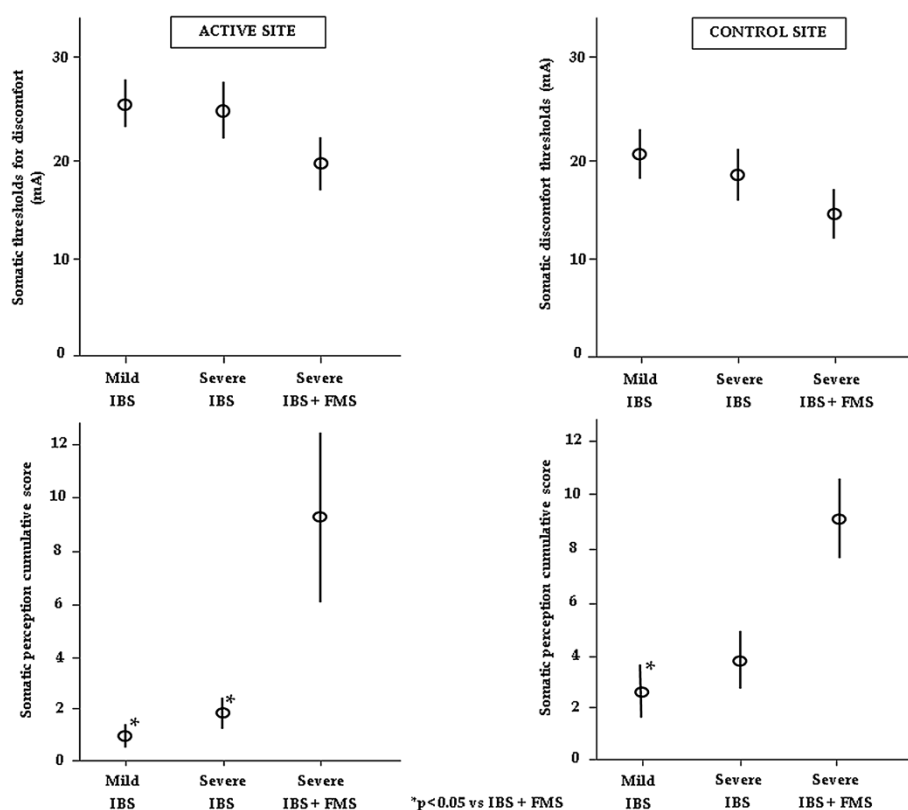 ACTIVE SITE
Somatic thresholds for discomfort
(mA)
30
20
10
0
Mild
IBS
Severe
IBS
Severe
IBS + FMS
CONTROL SITE
Somatic discomfort thresholds (mA)
30
20
10
0
Mild
IBS
Severe
IBS
Severe
IBS + FMS
Somatic perception cumulative score
12
10
8
6
4
2
0
*
*
Mild
IBS
Severe
IBS
Severe
IBS + FMS
Somatic perception cumulative score
12
10
8
6
4
2
0
*
Mild
IBS
Severe
IBS
Severe
IBS + FMS
*p<0.05 vs IBS + FMS